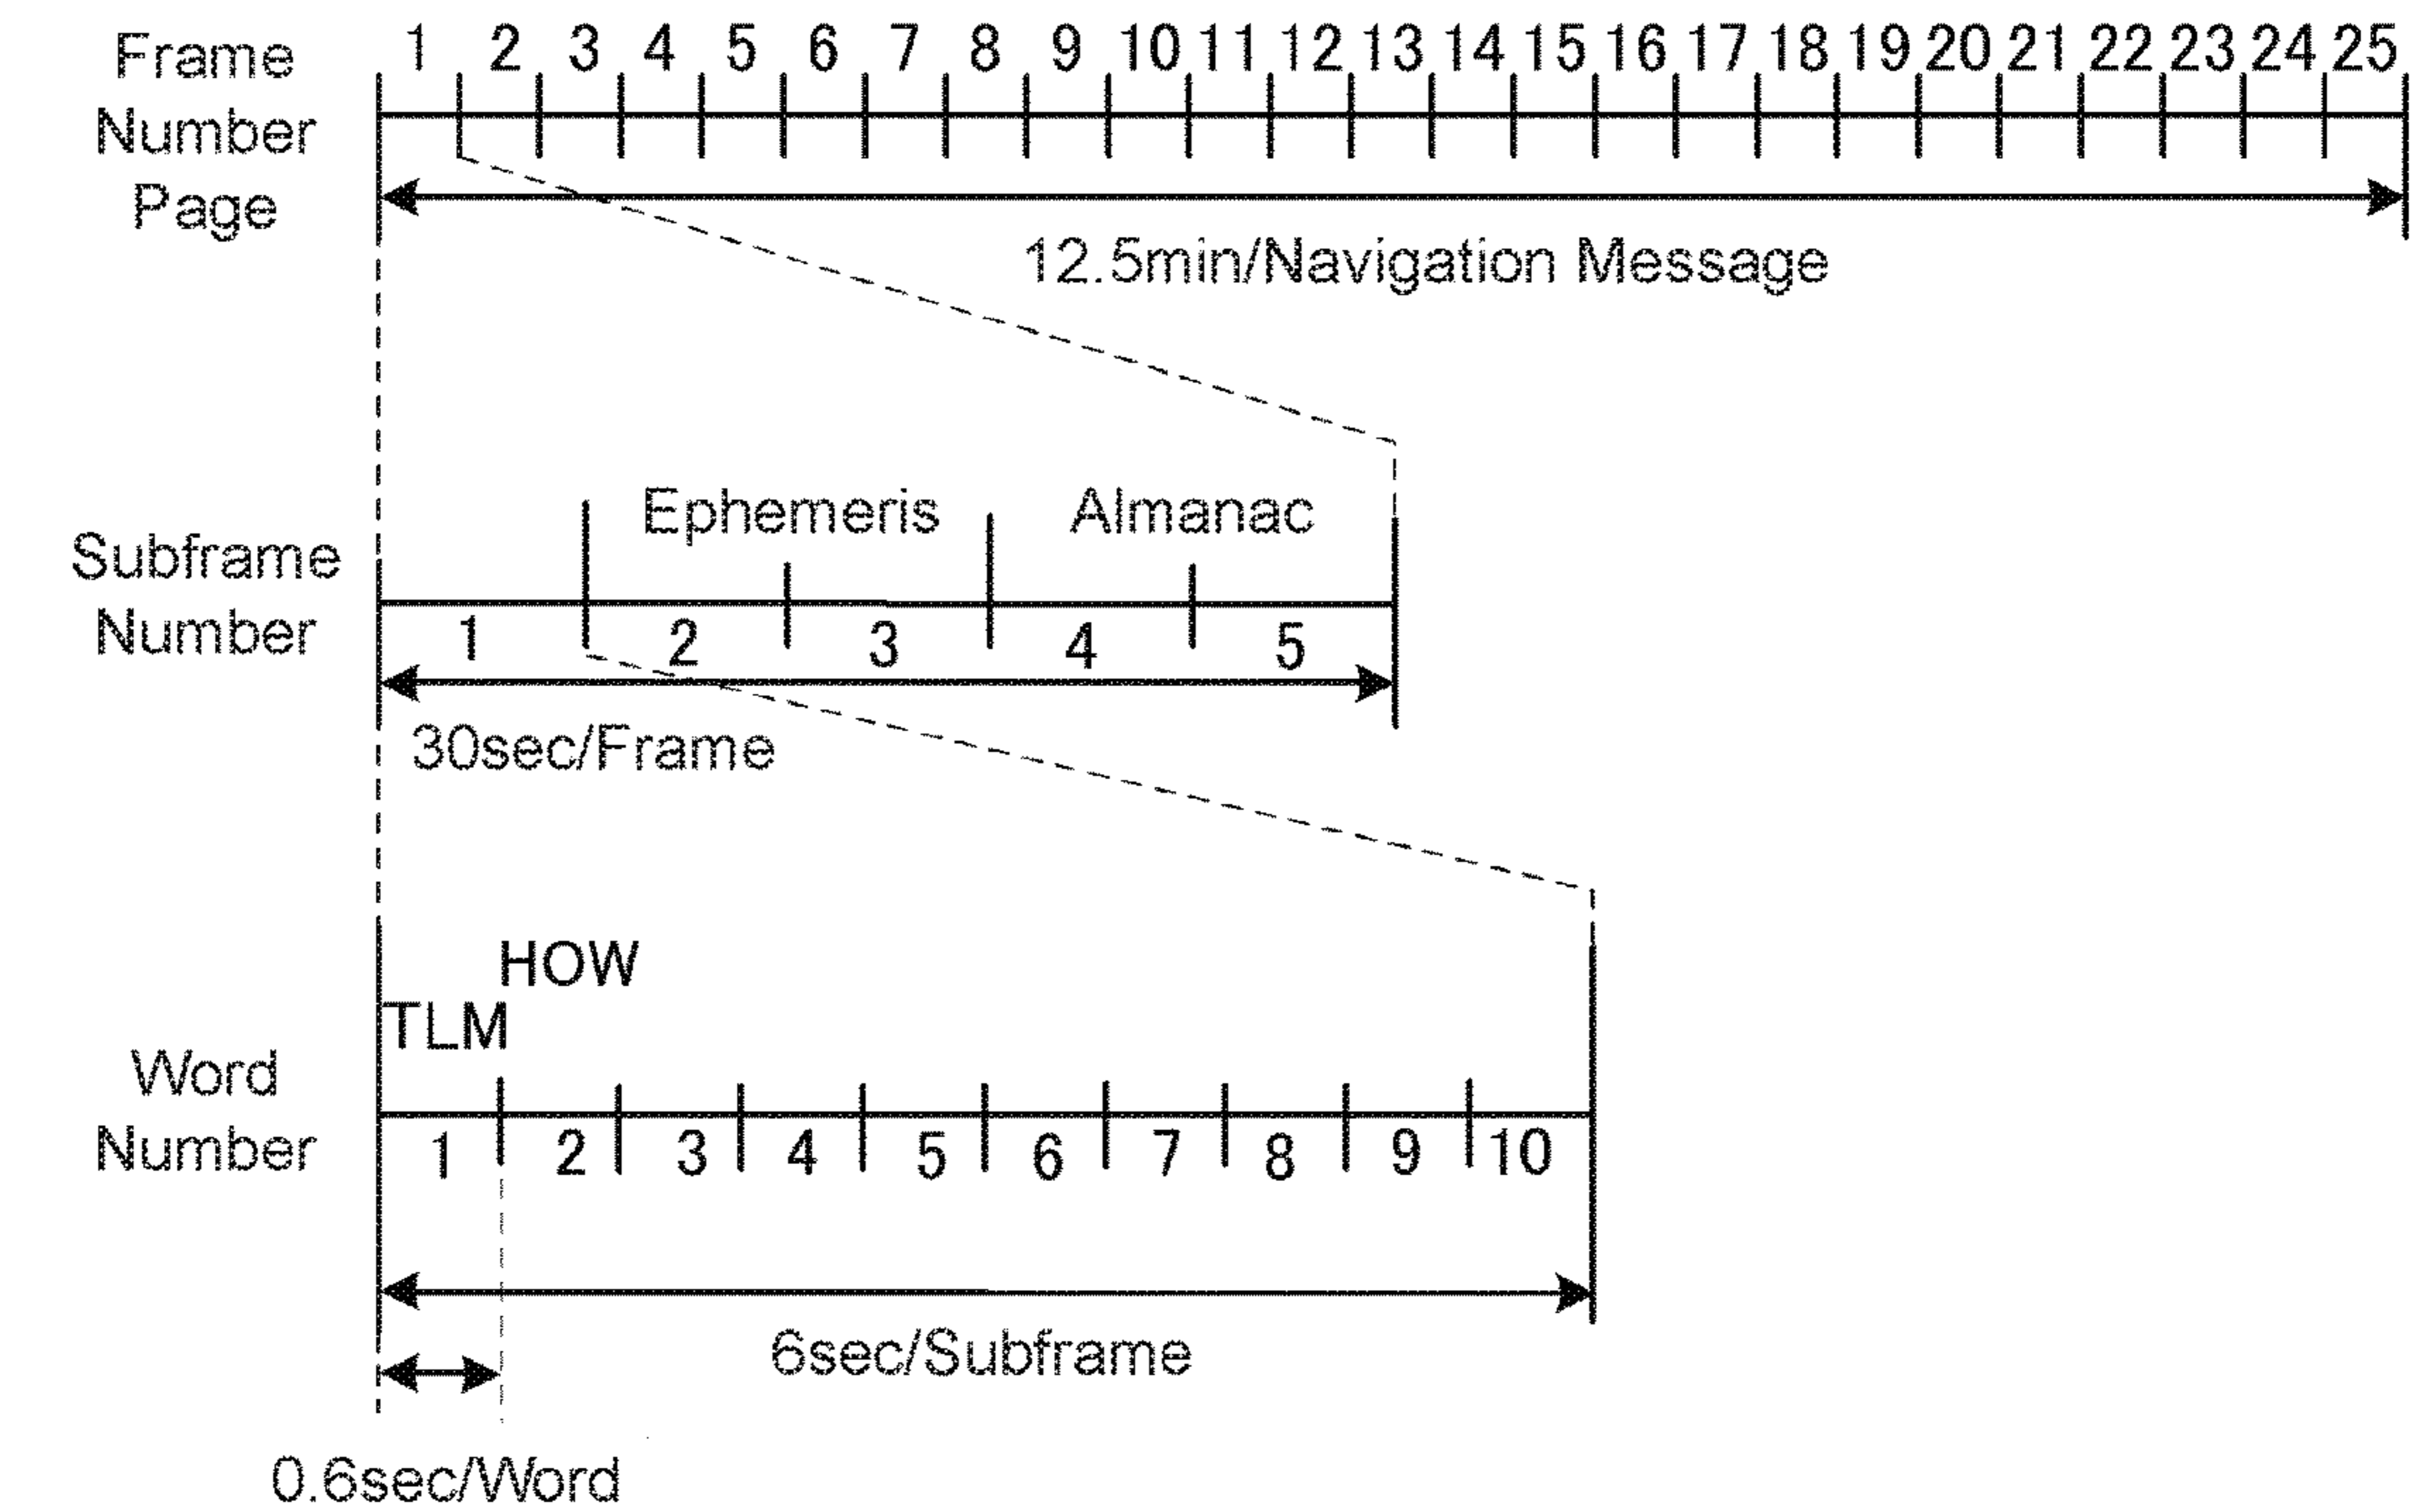 Frame Number Page
1 2 3 4 5 6 7 8 9 10 11 12 13 14 15 16 17 18 19 20 21 22 23 24 25
12.5min/Navigation Message
Subframe Number
Ephemeris Almanac
1 2 3 4 5
30sec/Frame
HOW
TLM
Word Number
1 2 3 4 5 6 7 8 9 10
6sec/Subframe
0.6sec/Word